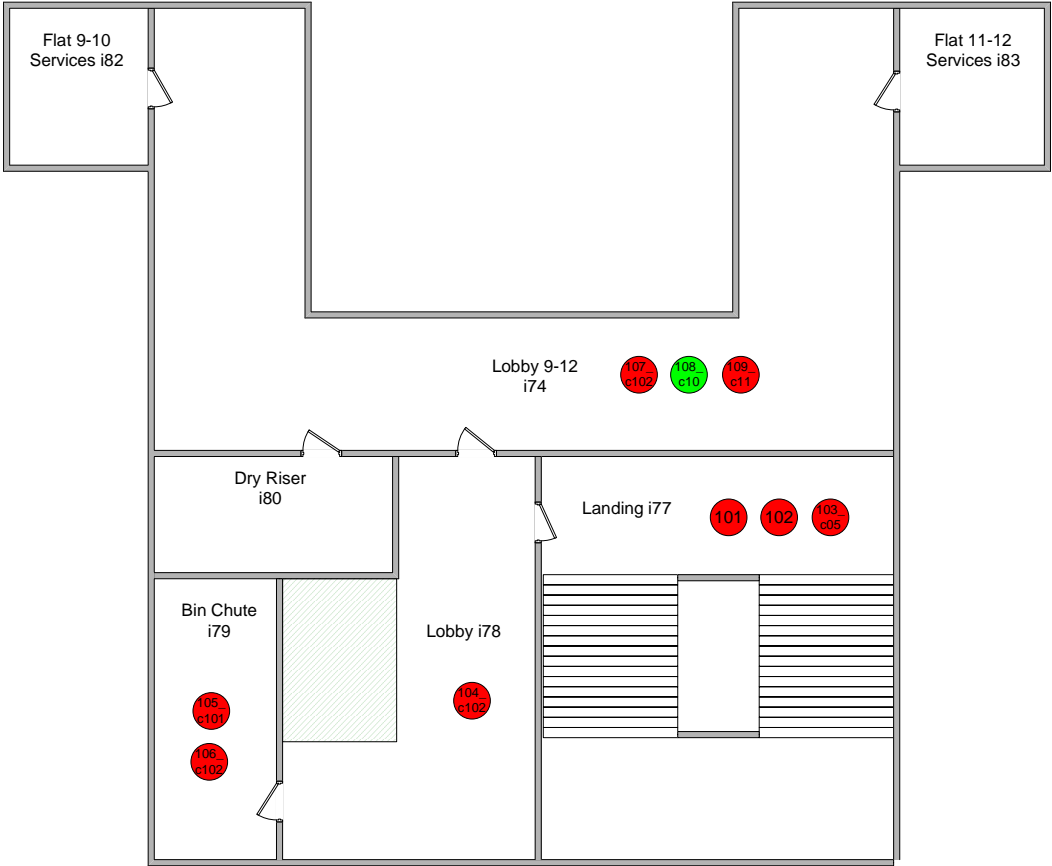 Flat 9-10
Services i82
Flat 11-12
Services i83
Lobby 9-12
i74
107_
c102
108_
c10
109_
c11
Dry Riser
i80
Landing i77
101
102
103_
c05
Bin Chute
i79
Lobby i78
105_
c101
104_
c102
106_
c102